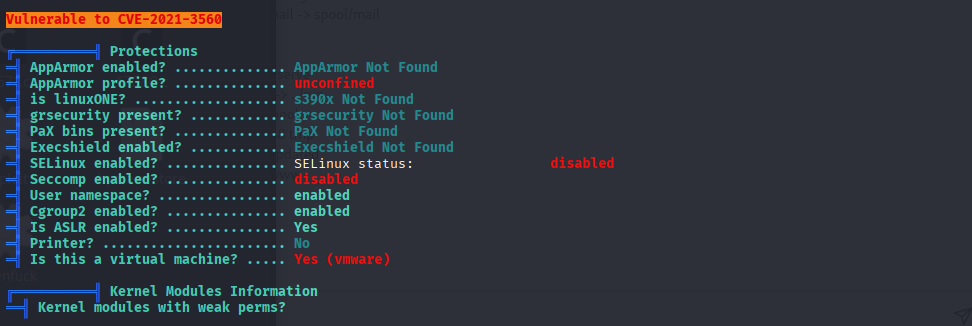 ail -> spool/mail
Vulnerable to CVE-2021-3560
╔══════════╣ Protections
═╣ AppArmor enabled? .............. AppArmor Not Found
═╣ AppArmor profile? .............. unconfined
═╣ is linuxONE? ................... s390x Not Found
═╣ grsecurity present? ............ grsecurity Not Found
═╣ PaX bins present? .............. PaX Not Found
═╣ Execshield enabled? ............ Execshield Not Found
═╣ SELinux enabled? ............... SELinux status: disabled
═╣ Seccomp enabled? ............... disabled
═╣ User namespace? ................ enabled
═╣ Cgroup2 enabled? ............... enabled
═╣ Is ASLR enabled? ............... Yes
═╣ Printer? ....................... No
═╣ Is this a virtual machine? ..... Yes (vmware)
╔══════════╣ Kernel Modules Information
══╣ Kernel modules with weak perms?